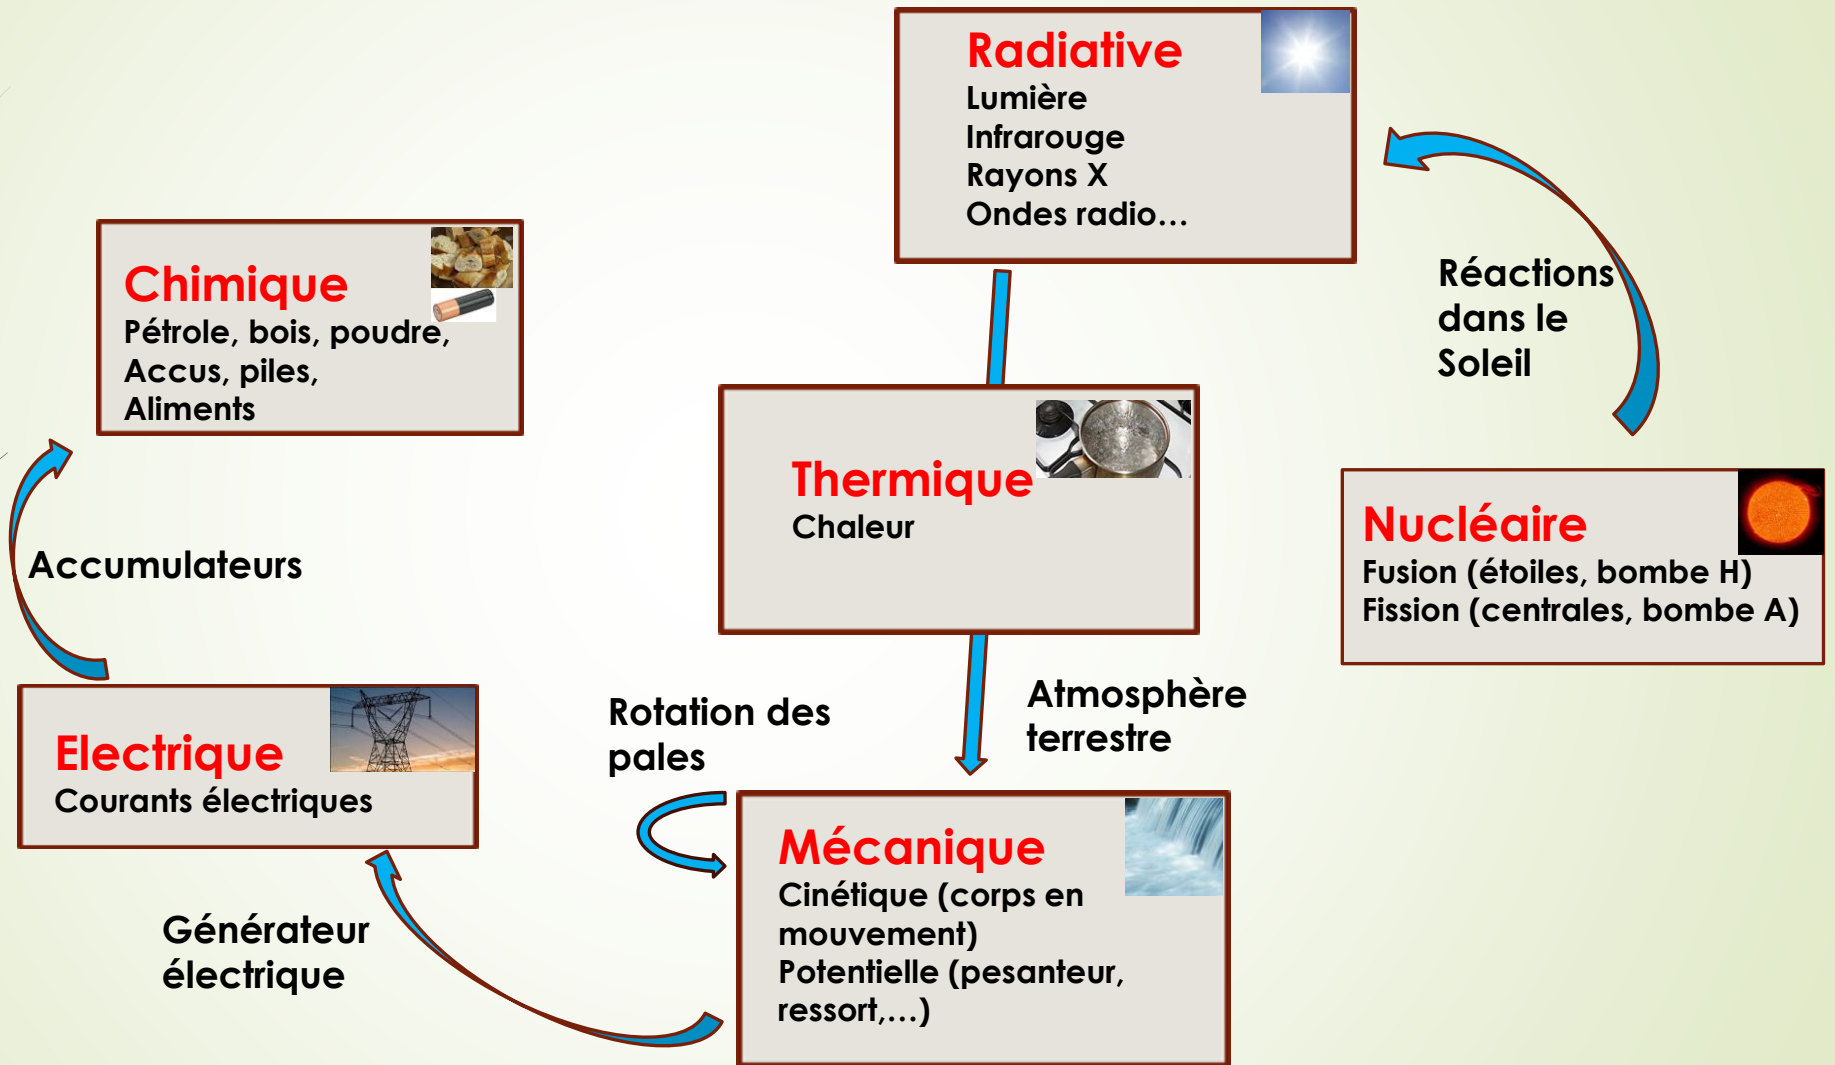 Radiative
Lumière
Infrarouge
Rayons X
Ondes radio…
Chimique
Pétrole, bois, poudre,
Accus, piles,
Aliments
Réactions
dans le
Soleil
Thermique
Chaleur
Nucléaire
Fusion (étoiles, bombe H)
Fission (centrales, bombe A)
Accumulateurs
Electrique
Courants électriques
Rotation des
pales
Atmosphère
terrestre
Mécanique
Cinétique (corps en
mouvement)
Potentielle (pesanteur,
ressort,…)
Générateur
électrique